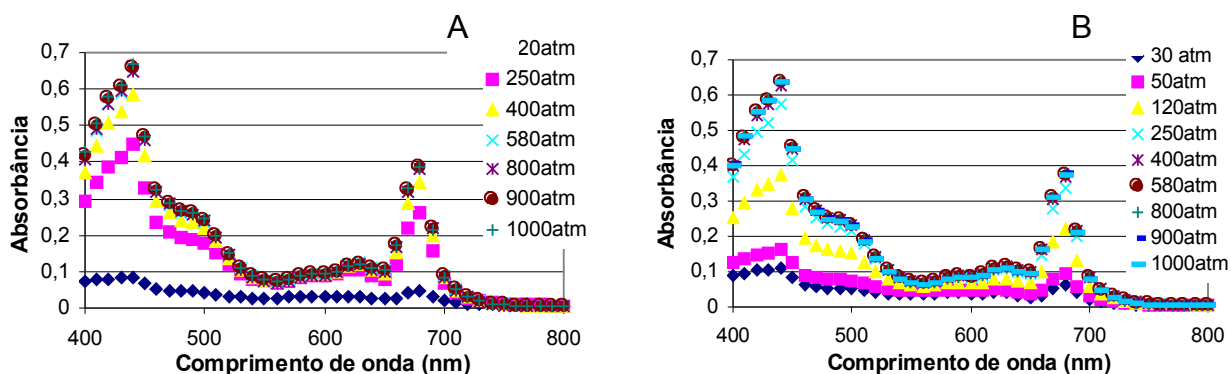 A
Absorbância
0,7
0,6
0,5
0,4
0,3
0,2
0,1
0
400 500 600 700 800
Comprimento de onda (nm)
20atm
250atm
400atm
580atm
800atm
900atm
1000atm
B
Absorbância
0,7
0,6
0,5
0,4
0,3
0,2
0,1
0
400 500 600 700 800
Comprimento de onda (nm)
30 atm
50atm
120atm
250atm
400atm
580atm
800atm
900atm
1000atm